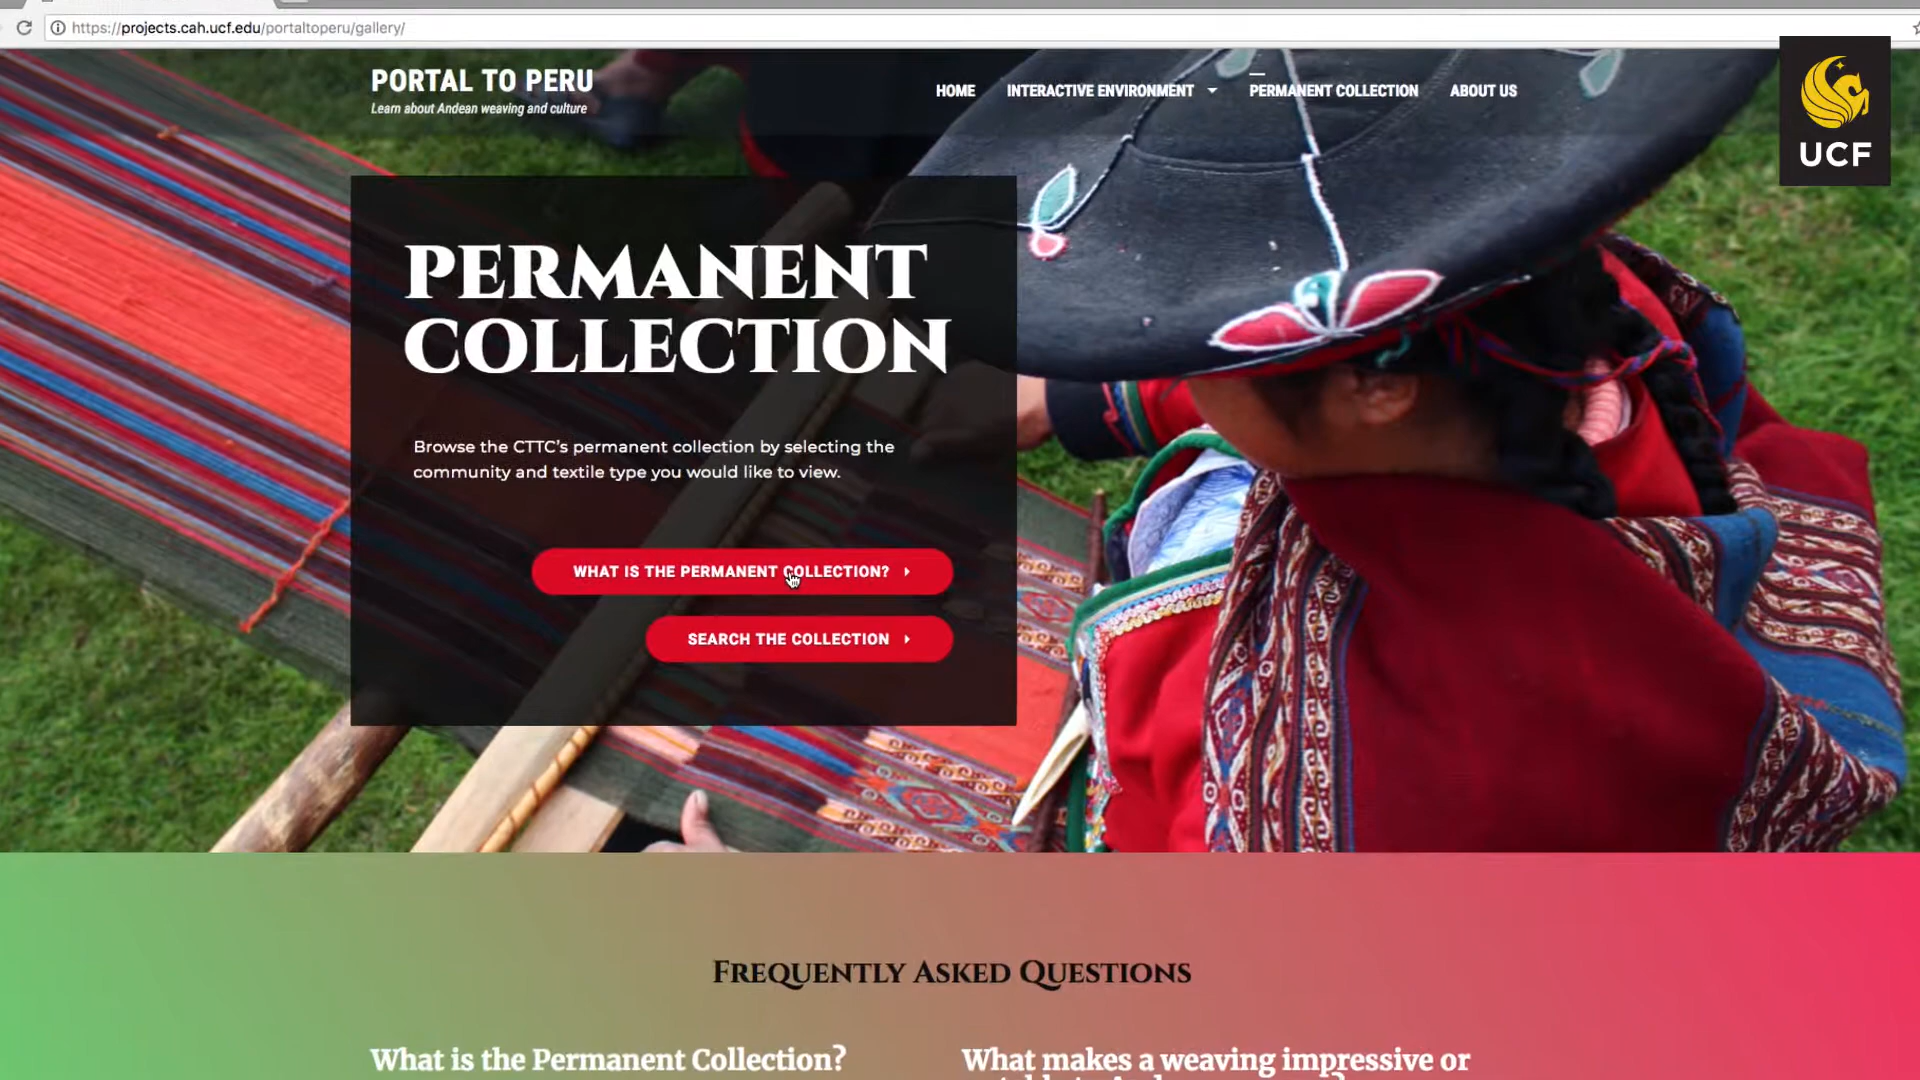 https://projects.cah.ucf.edu/portaltoperu/gallery/
PORTAL TO PERU
Learn about Andean weaving and culture
HOME
INTERACTIVE ENVIRONMENT
PERMANENT COLLECTION
ABOUT US
UCF
PERMANENT
COLLECTION
Browse the CTTC's permanent collection by selecting the
community and textile type you would like to view.
WHAT IS THE PERMANENT COLLECTION?
SEARCH THE COLLECTION
FREQUENTLY ASKED QUESTIONS
What is the Permanent Collection?
What makes a weaving impressive or